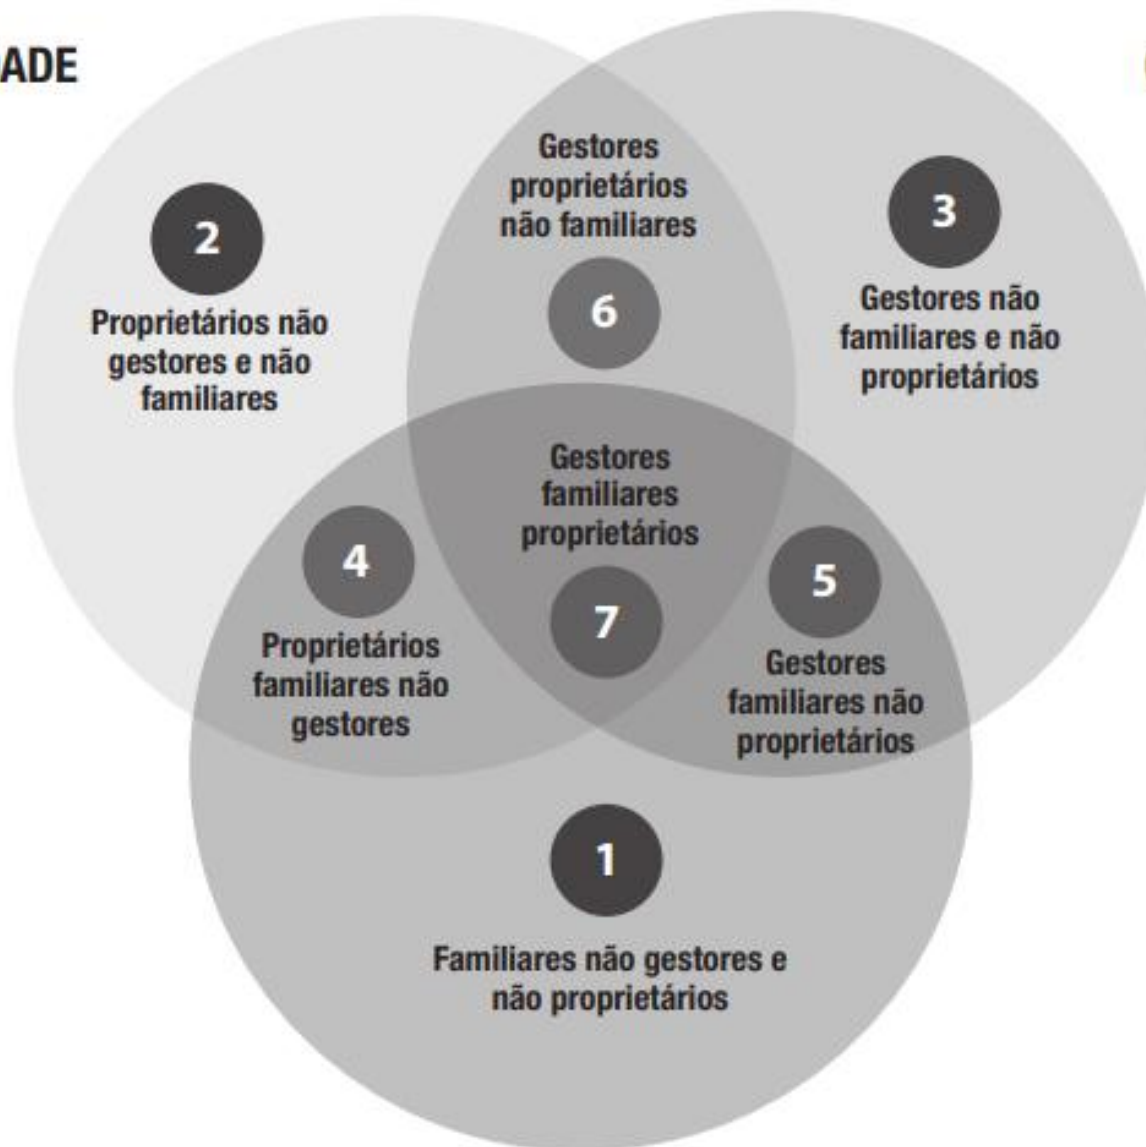 ADE
Gestores
proprietários
não familiares
2
3
Proprietários não
gestores e não
familiares
6
Gestores não
familiares e não
proprietários
Gestores
familiares
proprietários
4
5
7
Proprietários
familiares não
gestores
Gestores
familiares não
proprietários
1
Familiares não gestores e
não proprietários